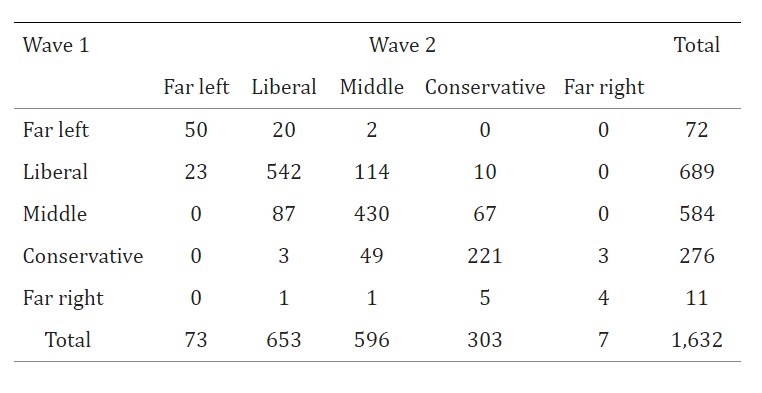 Wave 1 Wave 2 Total
Far left Liberal Middle Conservative Far right
Far left 50 20 2 0 0 72
Liberal 23 542 114 10 0 689
Middle 0 87 430 67 0 584
Conservative 0 3 49 221 3 276
Far right 0 1 1 5 4 11
Total 73 653 596 303 7 1,632